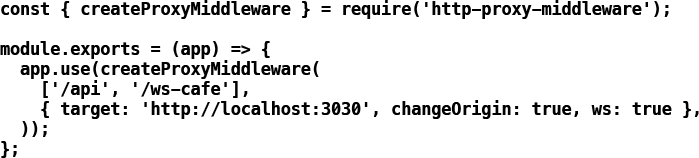 const { createProxyMiddleware } = require('http-proxy-middleware');

module.exports = (app) => {
  app.use(createProxyMiddleware(
    ['/api', '/ws-cafe'],
    { target: 'http://localhost:3030', changeOrigin: true, ws: true },
  ));
};